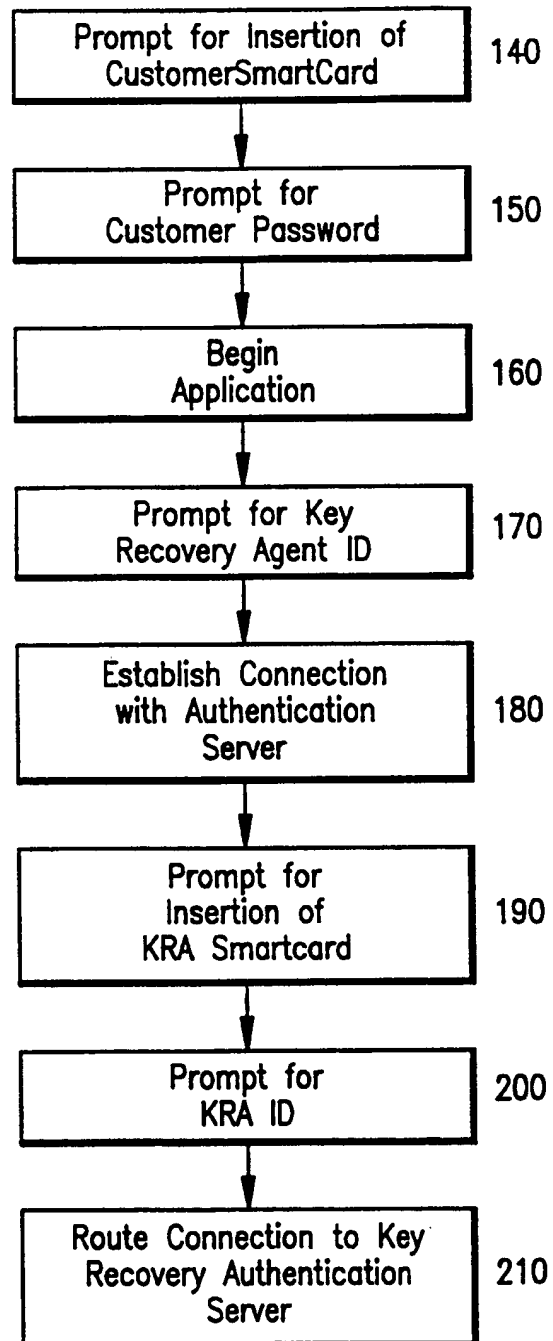 Prompt for Insertion of
CustomerSmartCard
140
Prompt for
Customer Password
150
Begin
Application
160
Prompt for Key
Recovery Agent ID
170
Establish Connection
with Authentication
Server
180
Prompt for
Insertion of
KRA Smartcard
190
Prompt for
KRA ID
200
Route Connection to Key
Recovery Authentication
Server
210